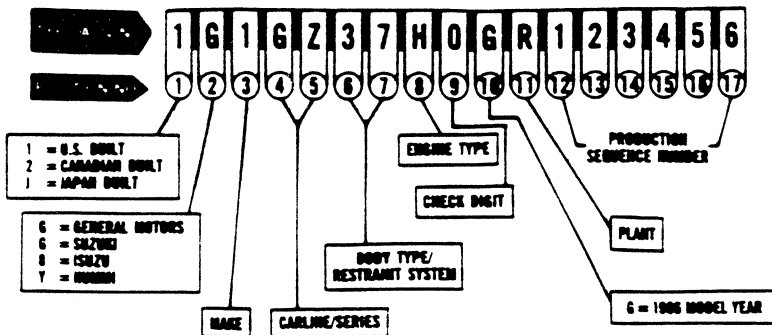 1 G 1 G Z 3 7 H 0 G R 1 2 3 4 5 6
1 2 3 4 5 6 7 8 9 10 11 12 13 14 15 16 17
1 = U.S. BUILT
2 = CANADIAN BUILT
J = JAPAN BUILT
G = GENERAL MOTORS
G = SUZUKI
8 = ISUZU
Y = NUMMI
MAKE
CARLINE/SERIES
BODY TYPE/
RESTRAINT SYSTEM
ENGINE TYPE
CHECK DIGIT
PRODUCTION
SEQUENCE NUMBER
PLANT
G = 1986 MODEL YEAR